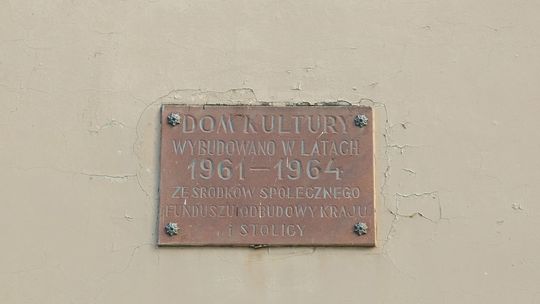 DOM KULTURY
WYBUDOWANO W LATACH
1961-1964
ZE ŚRODKÓW SPOŁECZNEGO
FUNDUSZU ODBUDOWY KRAJU
i STOLICY